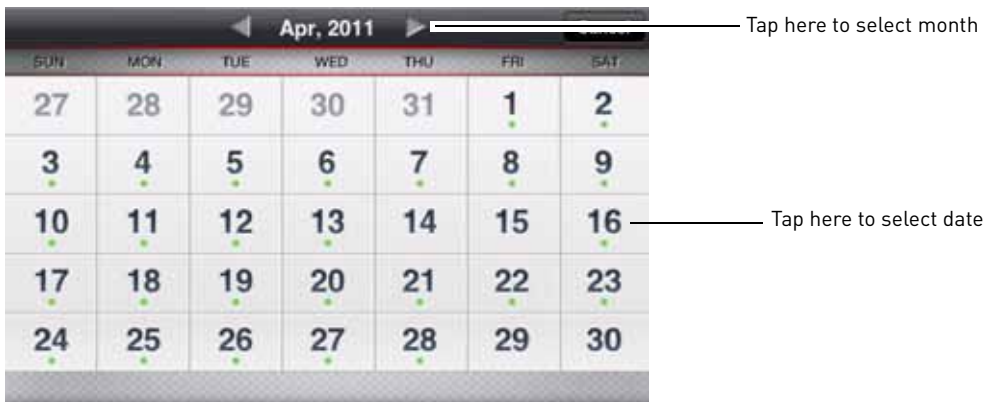 Apr, 2011
Tap here to select month
SUN MON TUE WED THU FRI SAT
27 28 29 30 31 1 2
3 4 5 6 7 8 9
10 11 12 13 14 15 16
Tap here to select date
17 18 19 20 21 22 23
24 25 26 27 28 29 30